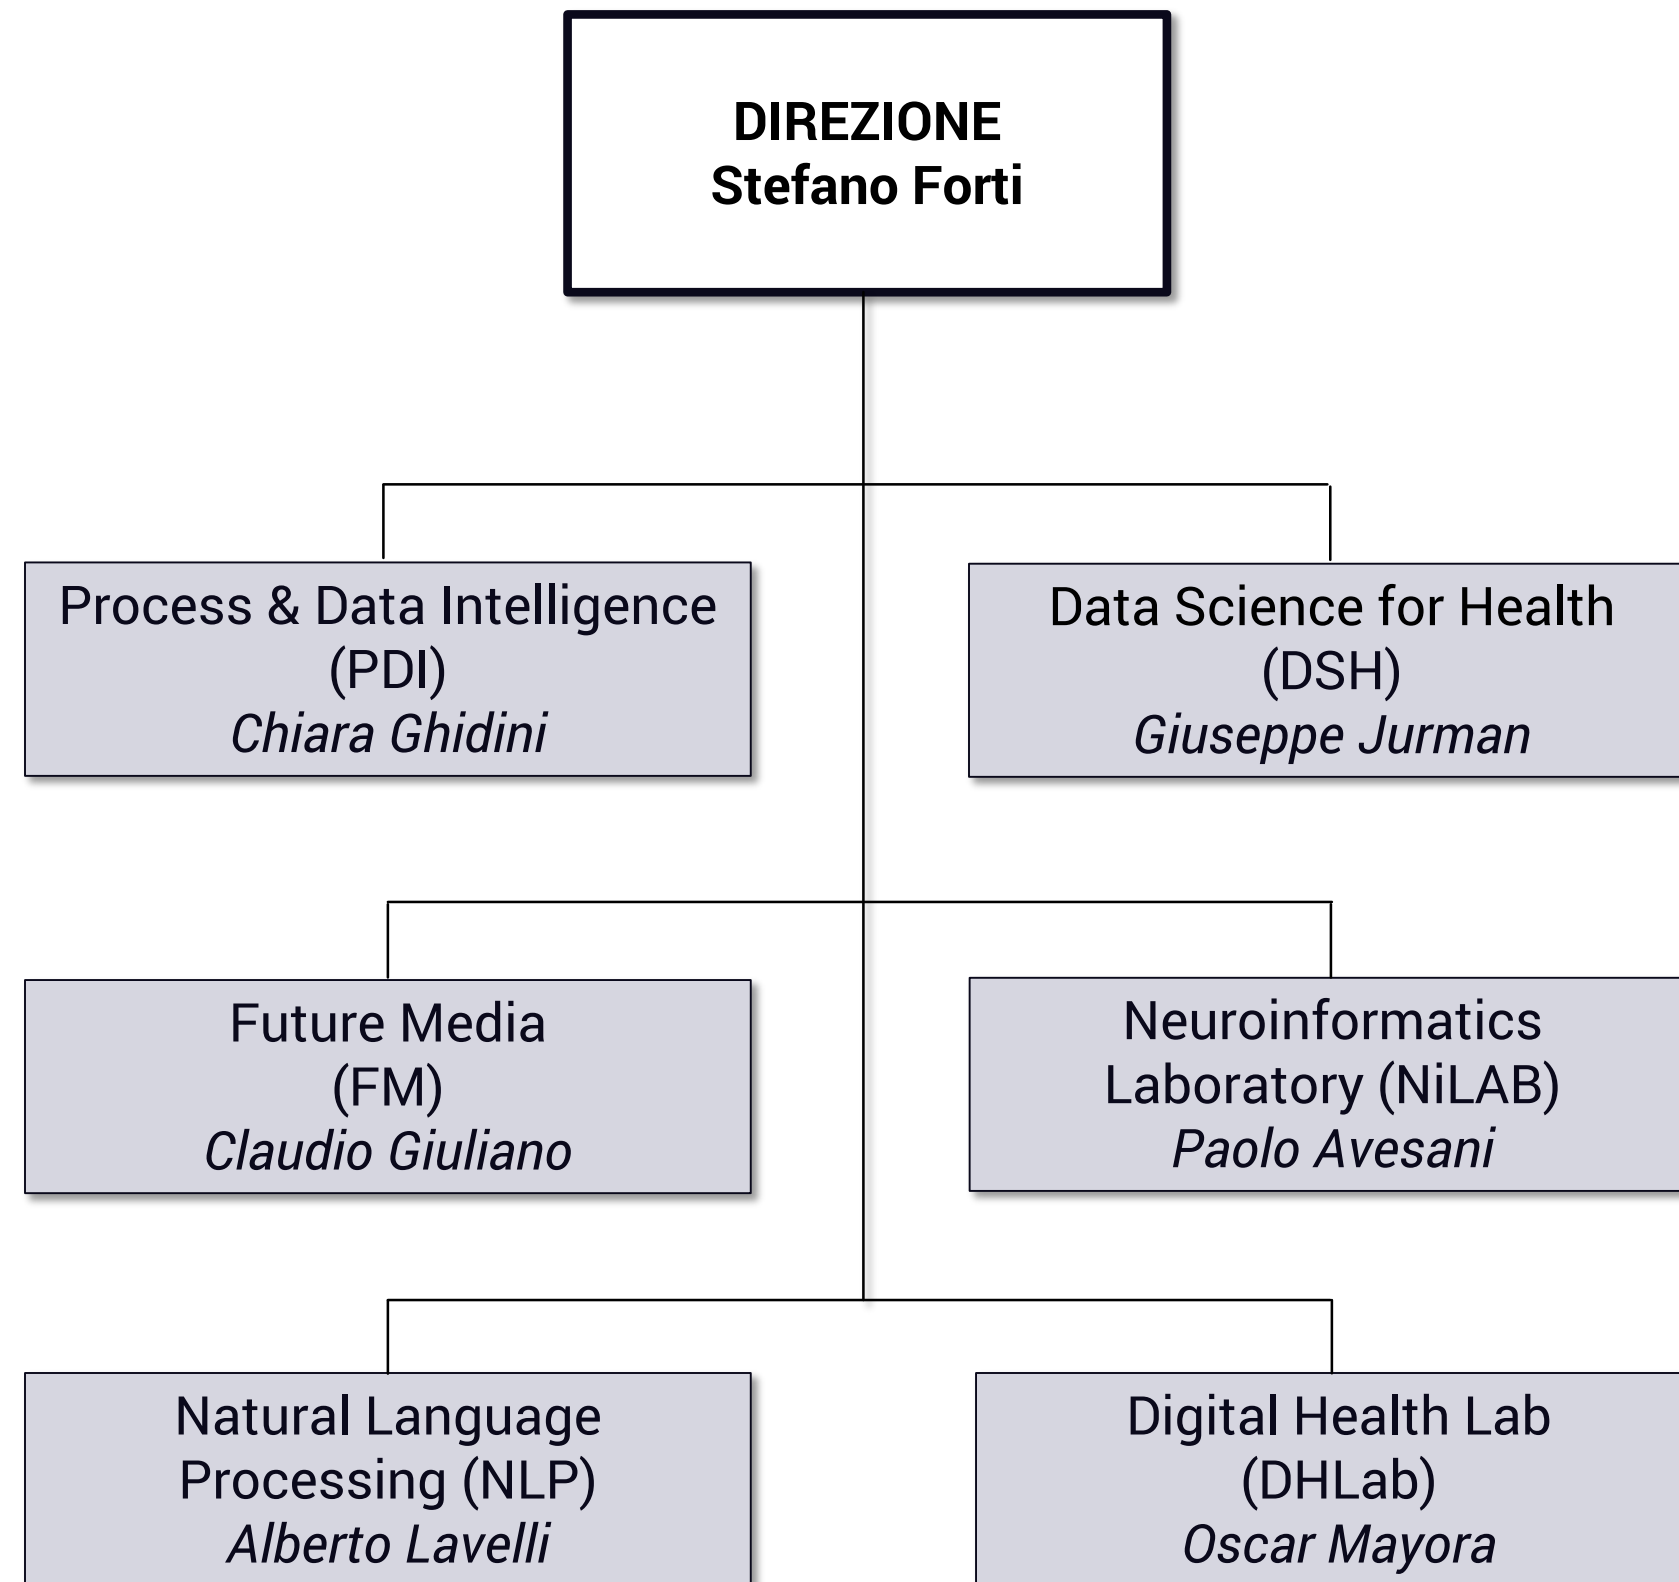 DIREZIONE
Stefano Forti
Process & Data Intelligence
(PDI)
Chiara Ghidini
Data Science for Health
(DSH)
Giuseppe Jurman
Future Media
(FM)
Claudio Giuliano
Neuroinformatics
Laboratory (NiLAB)
Paolo Avesani
Natural Language
Processing (NLP)
Alberto Lavelli
Digital Health Lab
(DHLab)
Oscar Mayora